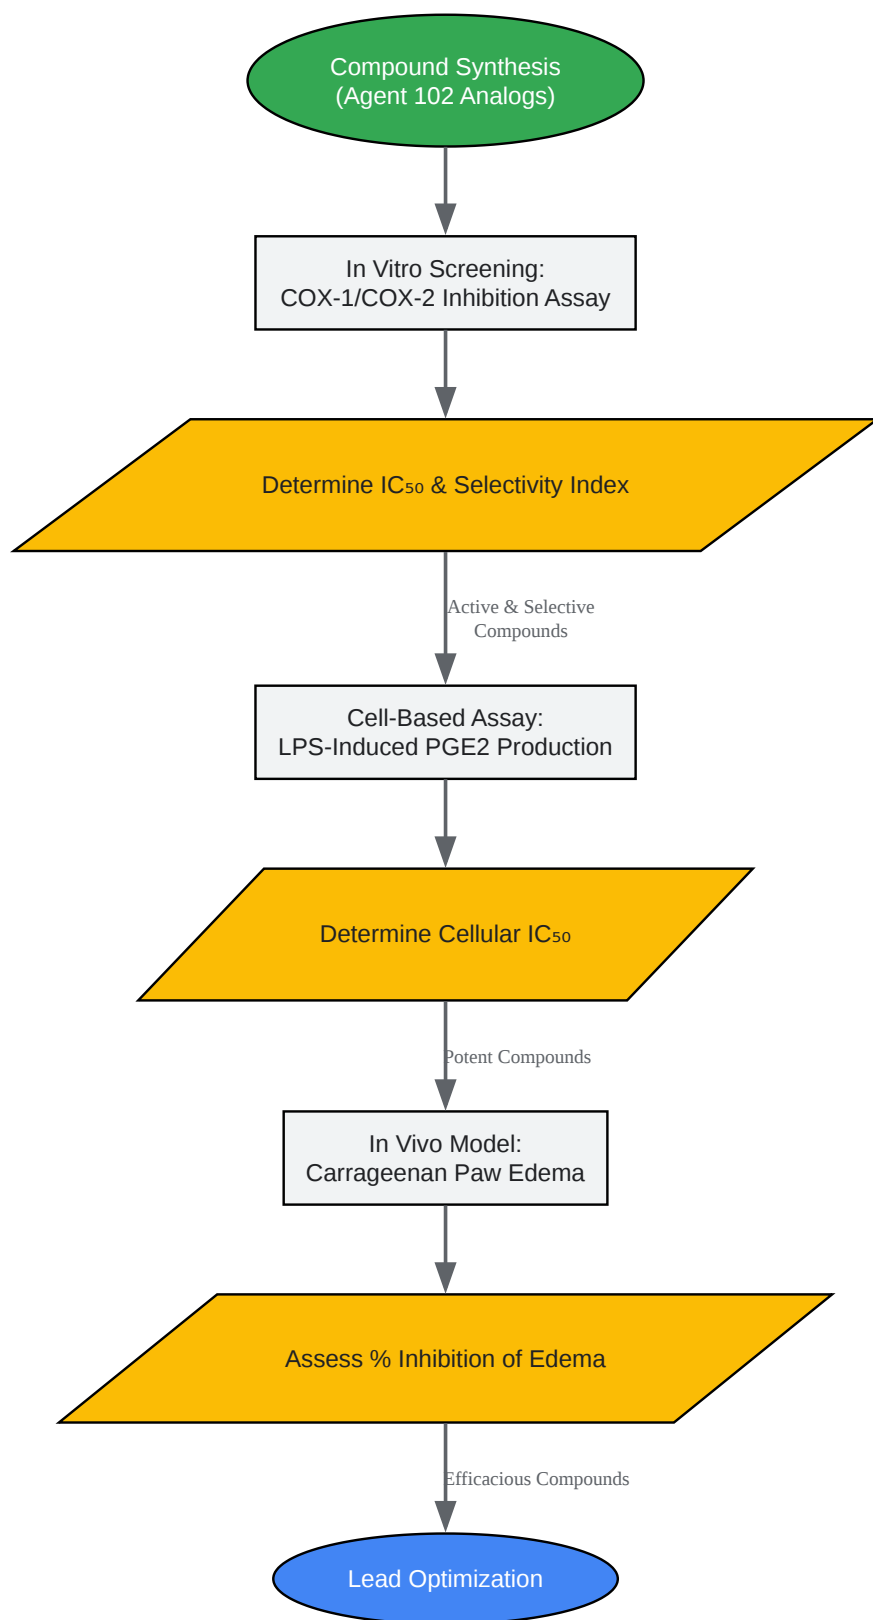 Compound Synthesis
(Agent 102 Analogs)
In Vitro Screening:
COX-1/COX-2 Inhibition Assay
Determine IC₅₀ & Selectivity Index
Active & Selective
Compounds
Cell-Based Assay:
LPS-Induced PGE2 Production
Determine Cellular IC₅₀
Potent Compounds
In Vivo Model:
Carrageenan Paw Edema
Assess % Inhibition of Edema
Efficacious Compounds
Lead Optimization